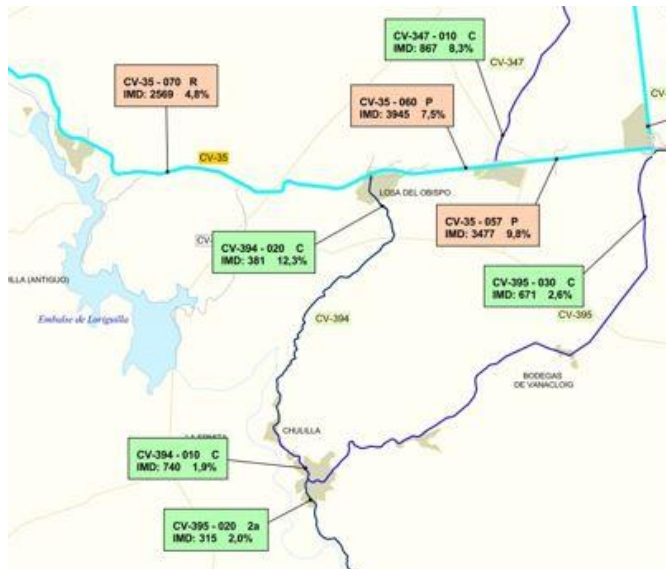 CV-347 - 010 C
IMD: 867 8,3%
CV-347
CV-35 - 070 R
IMD: 2569 4,8%
CV-35 - 060 P
IMD: 3945 7,5%
CV-35
LOSA DEL OBISPO
CV-35 - 057 P
IMD: 3477 9,8%
CV-394 - 020 C
IMD: 381 12,3%
CV-395 - 030 C
IMD: 671 2,6%
(ANTIGUO)
Embalse de Loriguilla
CV-394
CV-395
BODEGAS
DE VANACLOIG
CHULILLA
CV-394 - 010 C
IMD: 740 1,9%
CV-395 - 020 2a
IMD: 315 2,0%